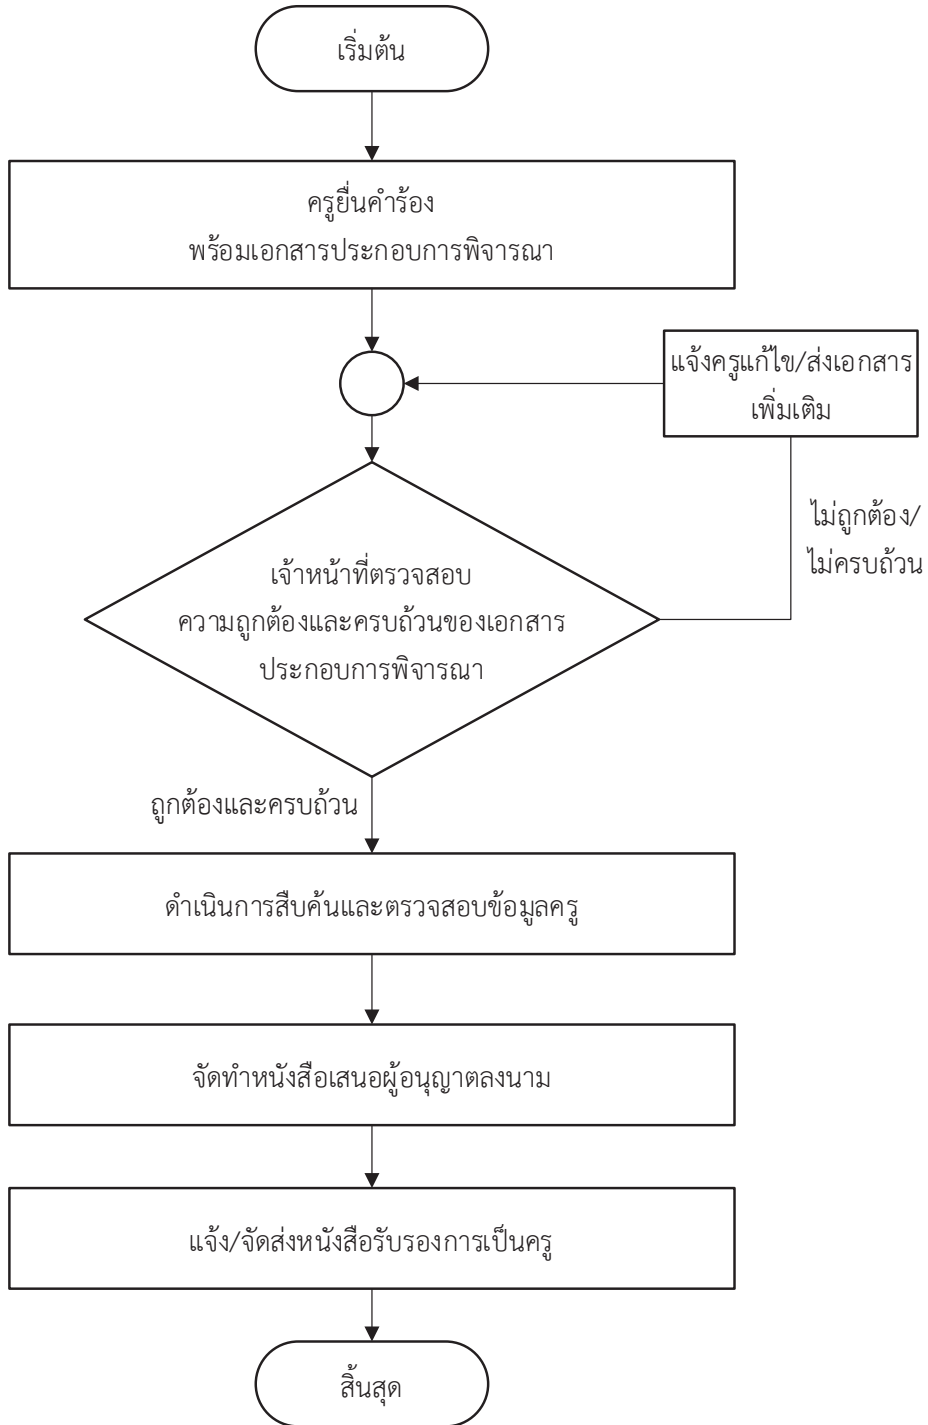 เริ่มต้น
ครูยื่นคำร้อง
พร้อมเอกสารประกอบการพิจารณา
แจ้งครูแก้ไข/ส่งเอกสาร
เพิ่มเติม
ไม่ถูกต้อง/
ไม่ครบถ้วน
เจ้าหน้าที่ตรวจสอบ
ความถูกต้องและครบถ้วนของเอกสาร
ประกอบการพิจารณา
ถูกต้องและครบถ้วน
ดำเนินการสืบค้นและตรวจสอบข้อมูลครู
จัดทำหนังสือเสนอผู้อนุญาตลงนาม
แจ้ง/จัดส่งหนังสือรับรองการเป็นครู
สิ้นสุด